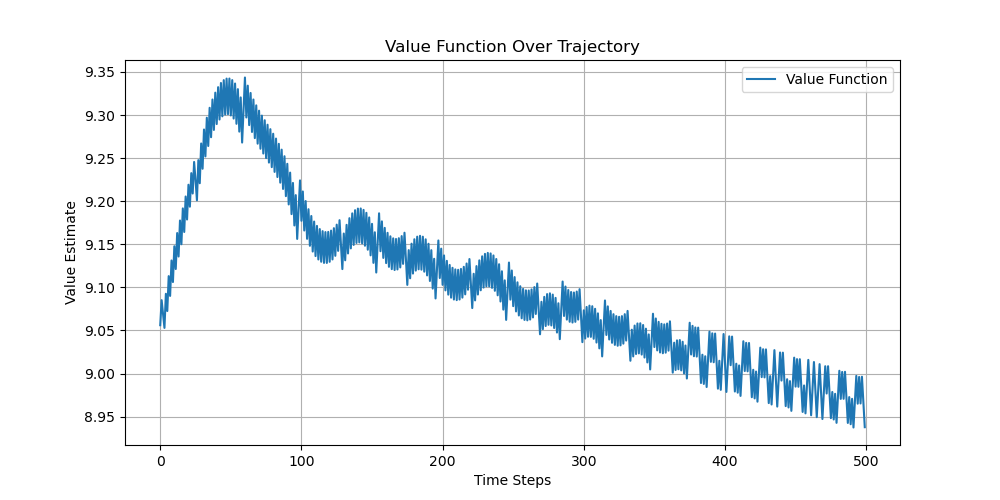 Value Function Over Trajectory
Value Function
Value Estimate
9.35
9.30
9.25
9.20
9.15
9.10
9.05
9.00
8.95
0 100 200 300 400 500
Time Steps